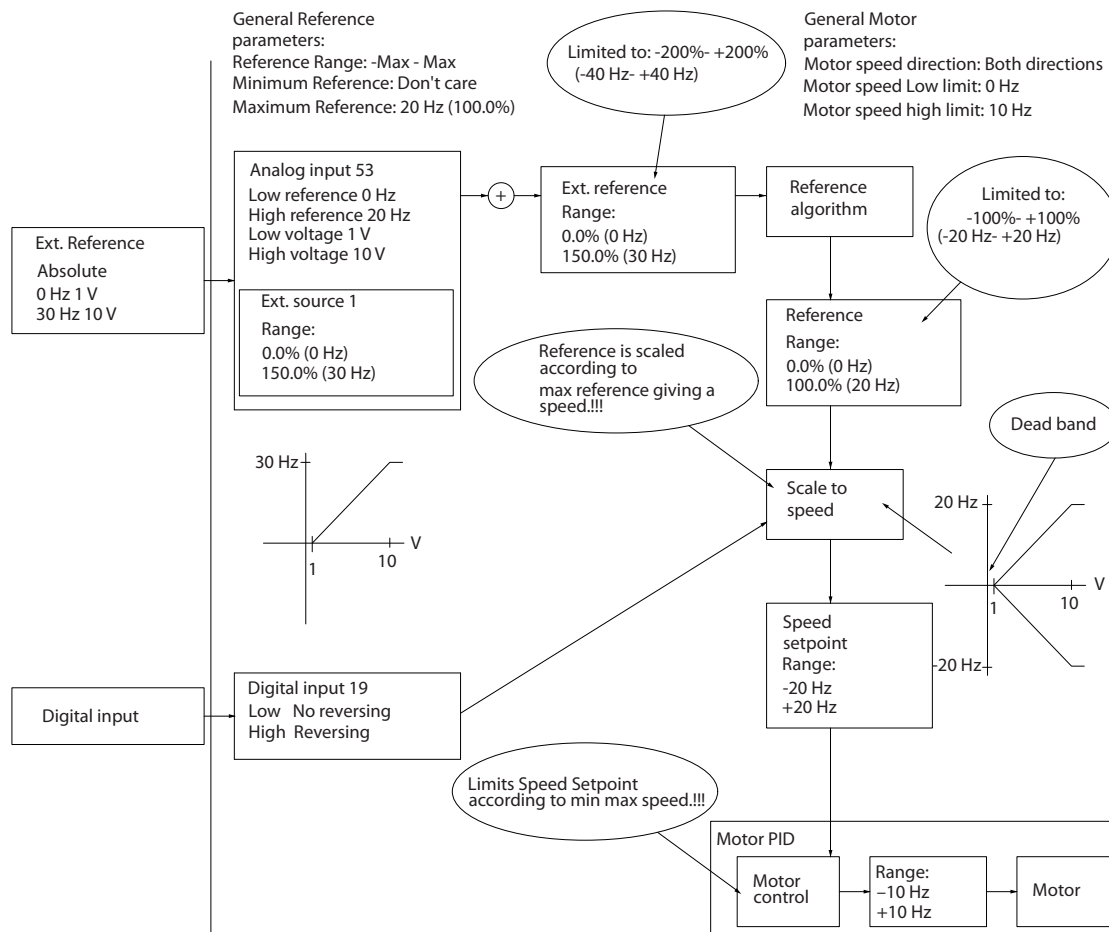 General Reference
parameters:
Reference Range: -Max - Max
Minimum Reference: Don't care
Maximum Reference: 20 Hz (100.0%)
Limited to: -200%- +200%
(-40 Hz- +40 Hz)
General Motor
parameters:
Motor speed direction: Both directions
Motor speed Low limit: 0 Hz
Motor speed high limit: 10 Hz
Ext. Reference
Absolute
0 Hz 1 V
30 Hz 10 V
Analog input 53
Low reference 0 Hz
High reference 20 Hz
Low voltage 1 V
High voltage 10 V
Ext. source 1
Range:
0.0% (0 Hz)
150.0% (30 Hz)
+
Ext. reference
Range:
0.0% (0 Hz)
150.0% (30 Hz)
Reference
algorithm
Limited to:
-100%- +100%
(-20 Hz- +20 Hz)
Reference
Range:
0.0% (0 Hz)
100.0% (20 Hz)
Reference is scaled
according to
max reference giving a
speed.!!!
Dead band
30 Hz
1
10
V
Scale to
speed
20 Hz
1
10
V
-20 Hz
Speed
setpoint
Range:
-20 Hz
+20 Hz
Digital input
Digital input 19
Low No reversing
High Reversing
Limits Speed Setpoint
according to min max speed.!!!
Motor PID
Motor
control
Range:
–10 Hz
+10 Hz
Motor